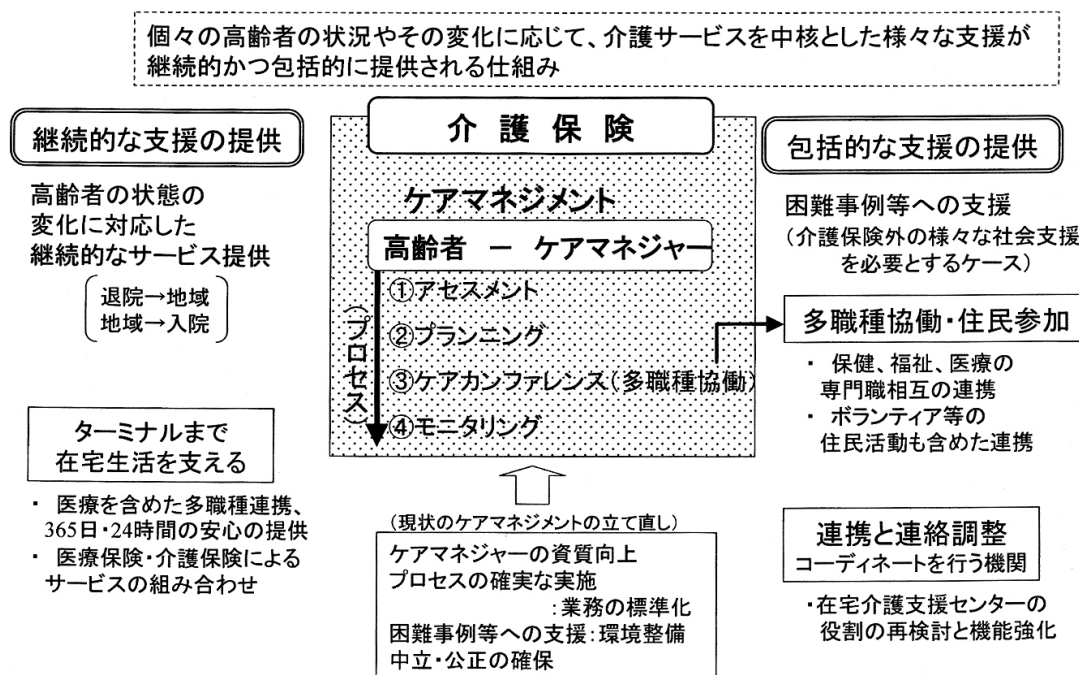 個々の高齢者の状況やその変化に応じて、介護サービスを中核とした様々な支援が
継続的かつ包括的に提供される仕組み
継続的な支援の提供
高齢者の状態の
変化に対応した
継続的なサービス提供
退院→地域
地域→入院
ターミナルまで
在宅生活を支える
・ 医療を含めた多職種連携、
365日・24時間の安心の提供
・ 医療保険・介護保険による
サービスの組み合わせ
介護保険
ケアマネジメント
高齢者 ー ケアマネジャー
(プロセス)
①アセスメント
②プランニング
③ケアカンファレンス(多職種協働)
④モニタリング
(現状のケアマネジメントの立て直し)
ケアマネジャーの資質向上
プロセスの確実な実施
:業務の標準化
困難事例等への支援:環境整備
中立・公正の確保
包括的な支援の提供
困難事例等への支援
(介護保険外の様々な社会支援
を必要とするケース)
多職種協働・住民参加
・ 保健、福祉、医療の
専門職相互の連携
・ ボランティア等の
住民活動も含めた連携
連携と連絡調整
コーディネートを行う機関
・在宅介護支援センターの
役割の再検討と機能強化